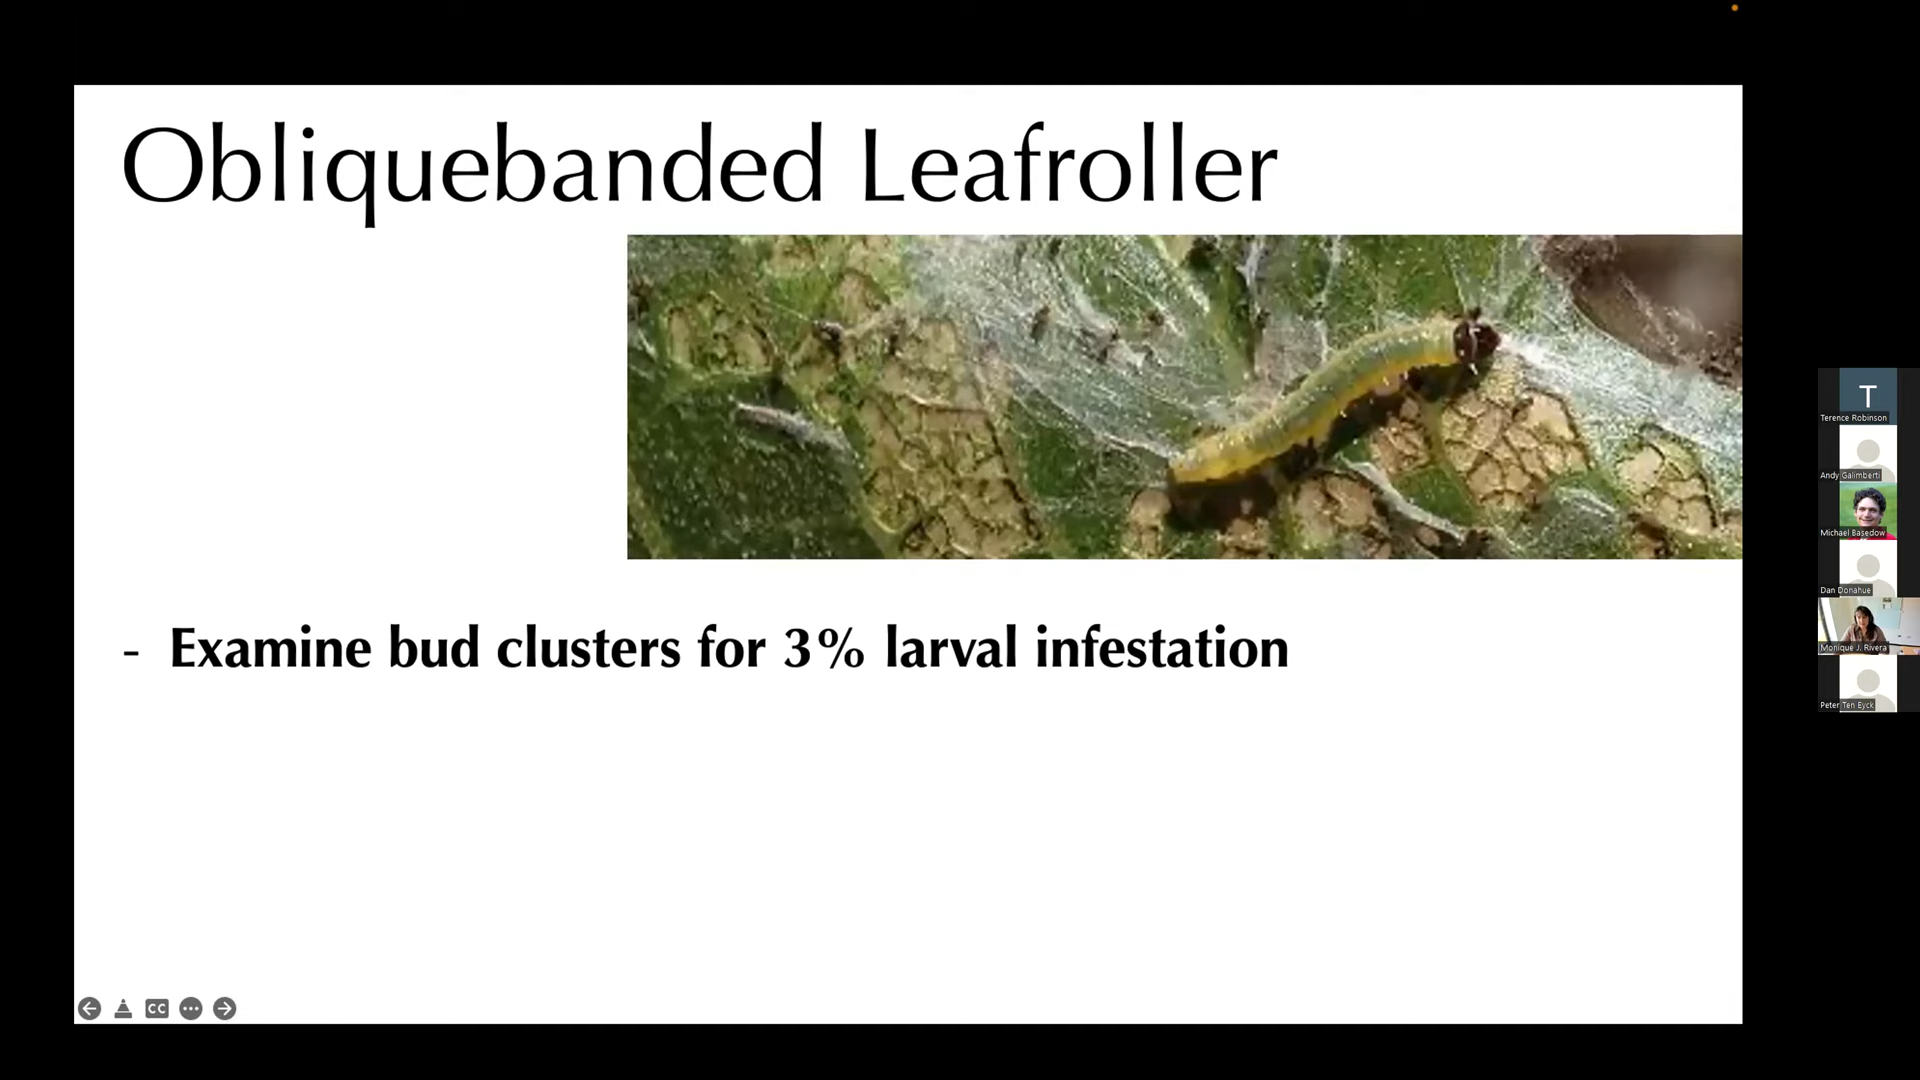 Obliquebanded Leafroller
- Examine bud clusters for 3% larval infestation
CC
T
Terence Robinson
Andy Galimberti
Michael Basedow
Dan Donahue
Monique J. Rivera
Peter Ten Eyck